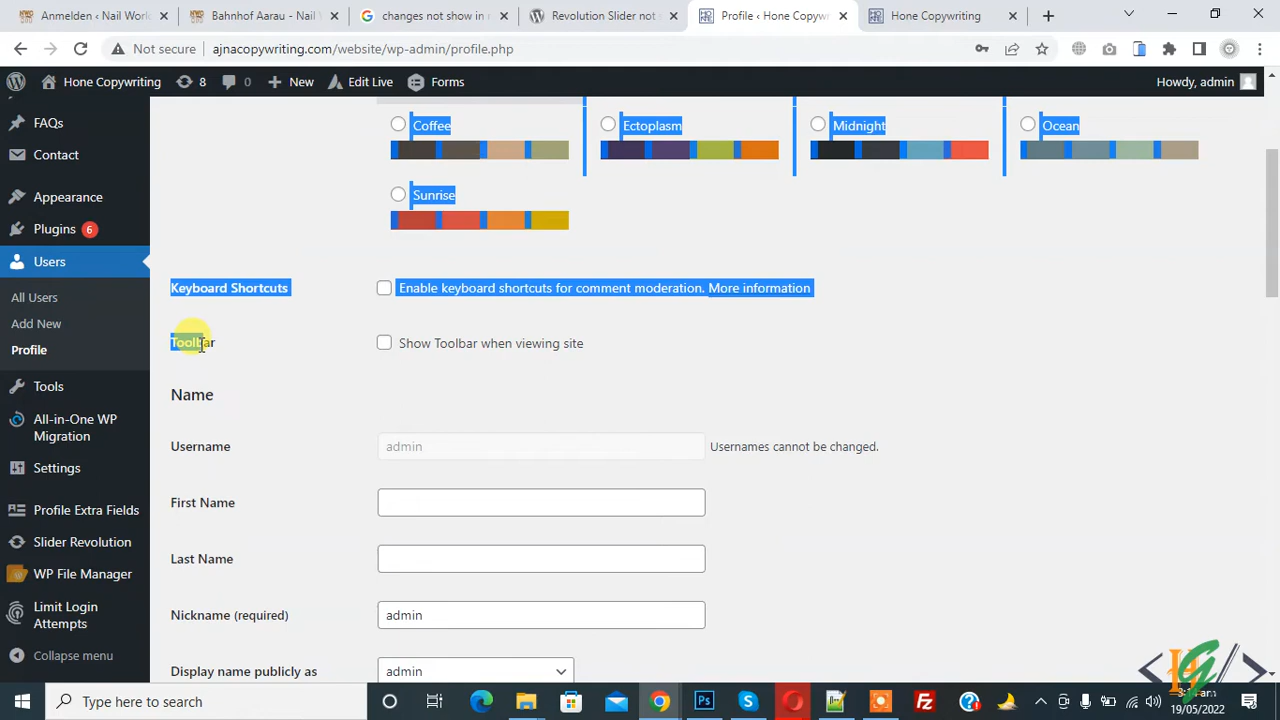 Anmelden ‹ Nail Work
Bahnhof Aarau - Nail W
changes not show in r
Revolution Slider not s
Profile ‹ Hone Copywr
Hone Copywriting
Not secure
ajnacopywriting.com/website/wp-admin/profile.php
Hone Copywriting
8
0
New
Edit Live
Forms
Howdy, admin
FAQs
Contact
Appearance
Plugins 6
Users
All Users
Add New
Profile
Tools
All-in-One WP
Migration
Settings
Profile Extra Fields
Slider Revolution
WP File Manager
Limit Login
Attempts
Collapse menu
Coffee
Ectoplasm
Midnight
Ocean
Sunrise
Keyboard Shortcuts
Enable keyboard shortcuts for comment moderation. More information
Toolbar
Show Toolbar when viewing site
Name
Username
admin
Usernames cannot be changed.
First Name
Last Name
Nickname (required)
admin
Display name publicly as
admin
Type here to search
19/05/2022